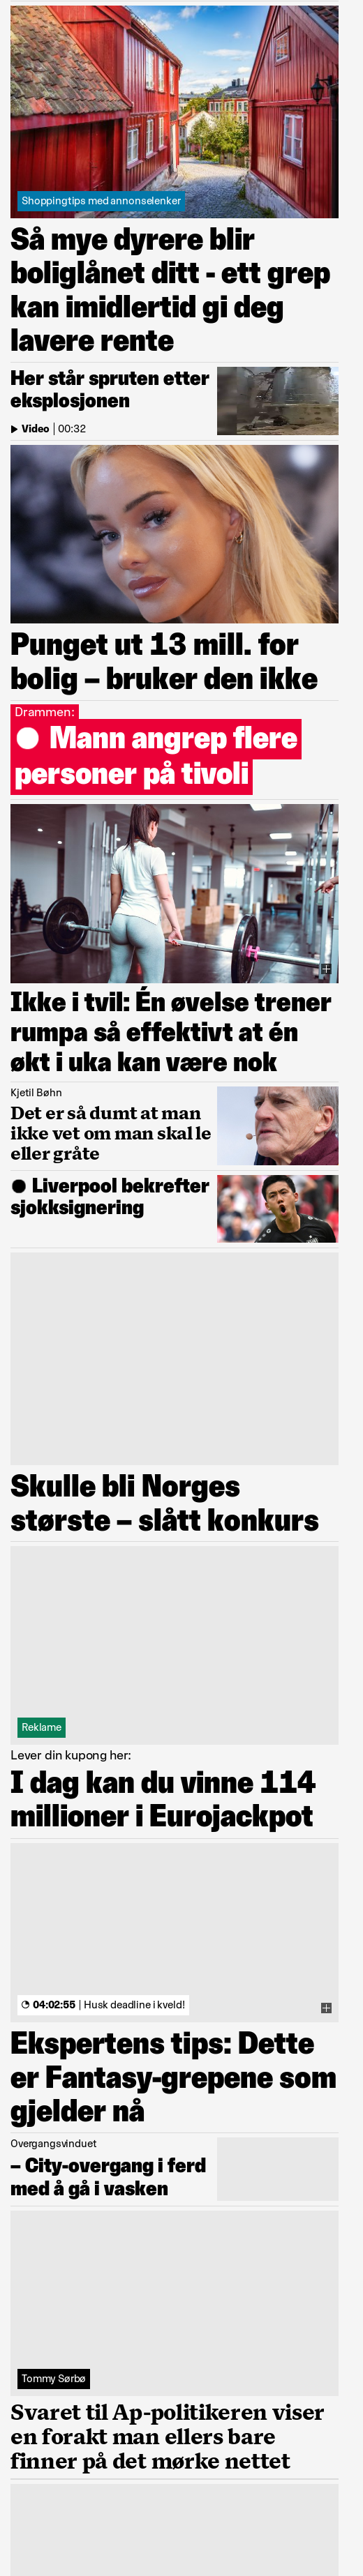 Shoppingtips med annonselenker
Så mye dyrere blir
boliglånet ditt - ett grep
kan imidlertid gi deg
lavere rente
Her står spruten etter
eksplosjonen
Video | 00:32
Punget ut 13 mill. for
bolig – bruker den ikke
Drammen:
Mann angrep flere
personer på tivoli
Ikke i tvil: Én øvelse trener
rumpa så effektivt at én
økt i uka kan være nok
Kjetil Bøhn
Det er så dumt at man
ikke vet om man skal le
eller gråte
Liverpool bekrefter
sjokksignering
Skulle bli Norges
største – slått konkurs
Reklame
Lever din kupong her:
I dag kan du vinne 114
millioner i Eurojackpot
04:02:55 | Husk deadline i kveld!
Ekspertens tips: Dette
er Fantasy-grepene som
gjelder nå
Overgangsvinduet
– City-overgang i ferd
med å gå i vasken
Tommy Sørbø
Svaret til Ap-politikeren viser
en forakt man ellers bare
finner på det mørke nettet